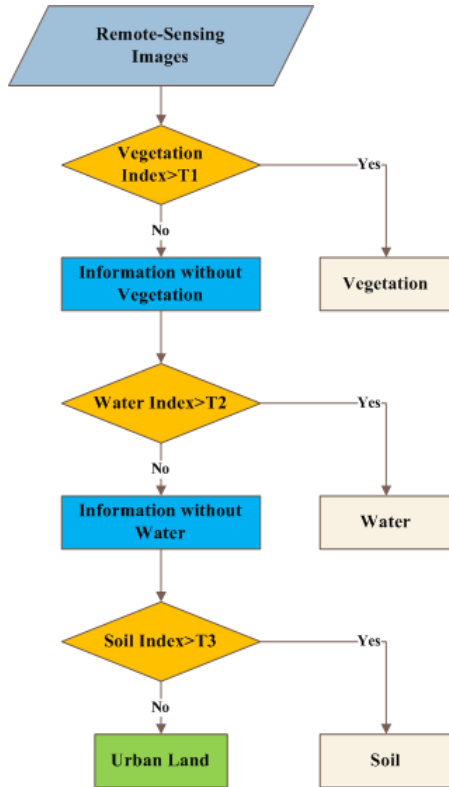 Remote-Sensing
Images
Vegetation
Index>T1
Yes
No
Information without
Vegetation
Vegetation
Water Index>T2
Yes
No
Information without
Water
Water
Soil Index>T3
Yes
No
Urban Land
Soil